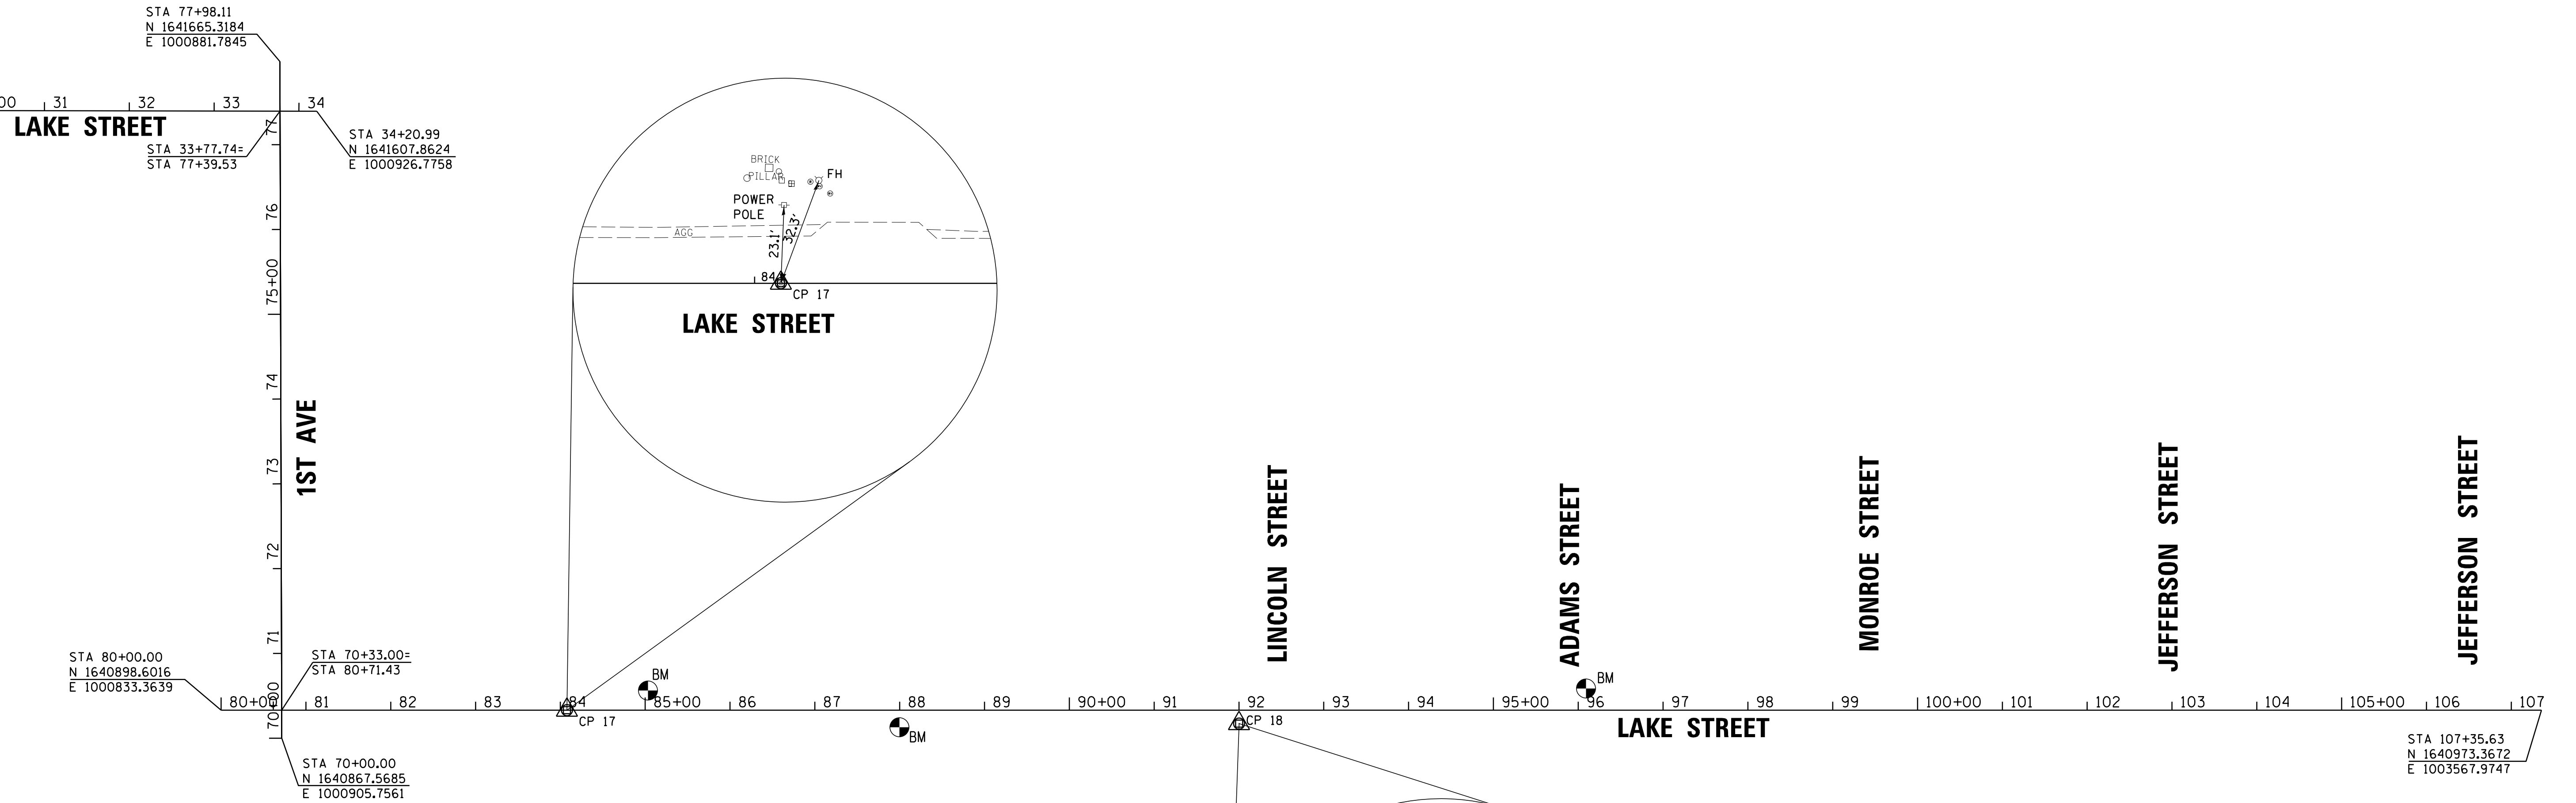 STA 77+98.11
N 1641665.3184
E 1000881.7845
00 31 32 33 34
LAKE STREET
STA 33+77.74=
STA 77+39.53
STA 34+20.99
N 1641607.8624
E 1000926.7758
77
76
75+00
74
73
72
71
70+00
1ST AVE
BRICK
PILLAR
FH
POWER
POLE
AGG
23.1'
32.3'
84
CP 17
LAKE STREET
LINCOLN STREET
ADAMS STREET
MONROE STREET
JEFFERSON STREET
JEFFERSON STREET
STA 80+00.00
N 1640898.6016
E 1000833.3639
STA 70+33.00=
STA 80+71.43
BM
BM
80+00 81 82 83 84 85+00 86 87 88 89 90+00 91 92 93 94 95+00 96 97 98 99 100+00 101 102 103 104 105+00 106 107
CP 17
BM
CP 18
LAKE STREET
STA 70+00.00
N 1640867.5685
E 1000905.7561
STA 107+35.63
N 1640973.3672
E 1003567.9747